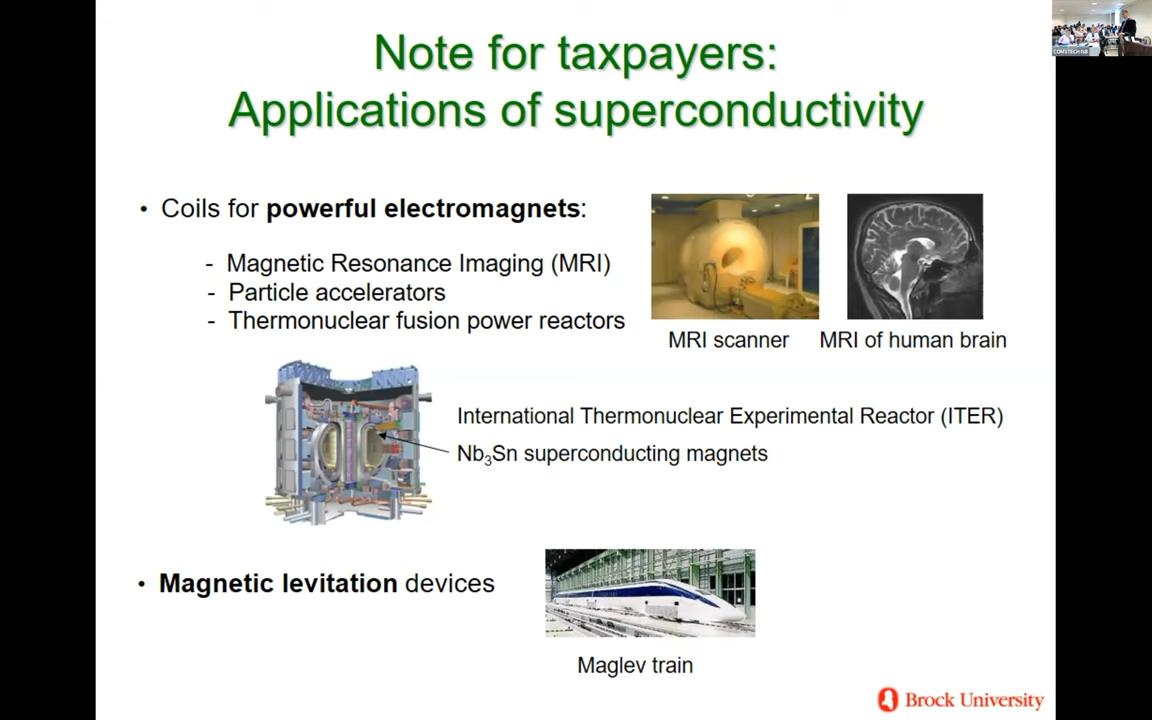 Note for taxpayers:
Applications of superconductivity
• Coils for powerful electromagnets:
- Magnetic Resonance Imaging (MRI)
- Particle accelerators
- Thermonuclear fusion power reactors
MRI scanner
MRI of human brain
International Thermonuclear Experimental Reactor (ITER)
Nb₃Sn superconducting magnets
• Magnetic levitation devices
Maglev train
Brock University
COMSTECH ISB